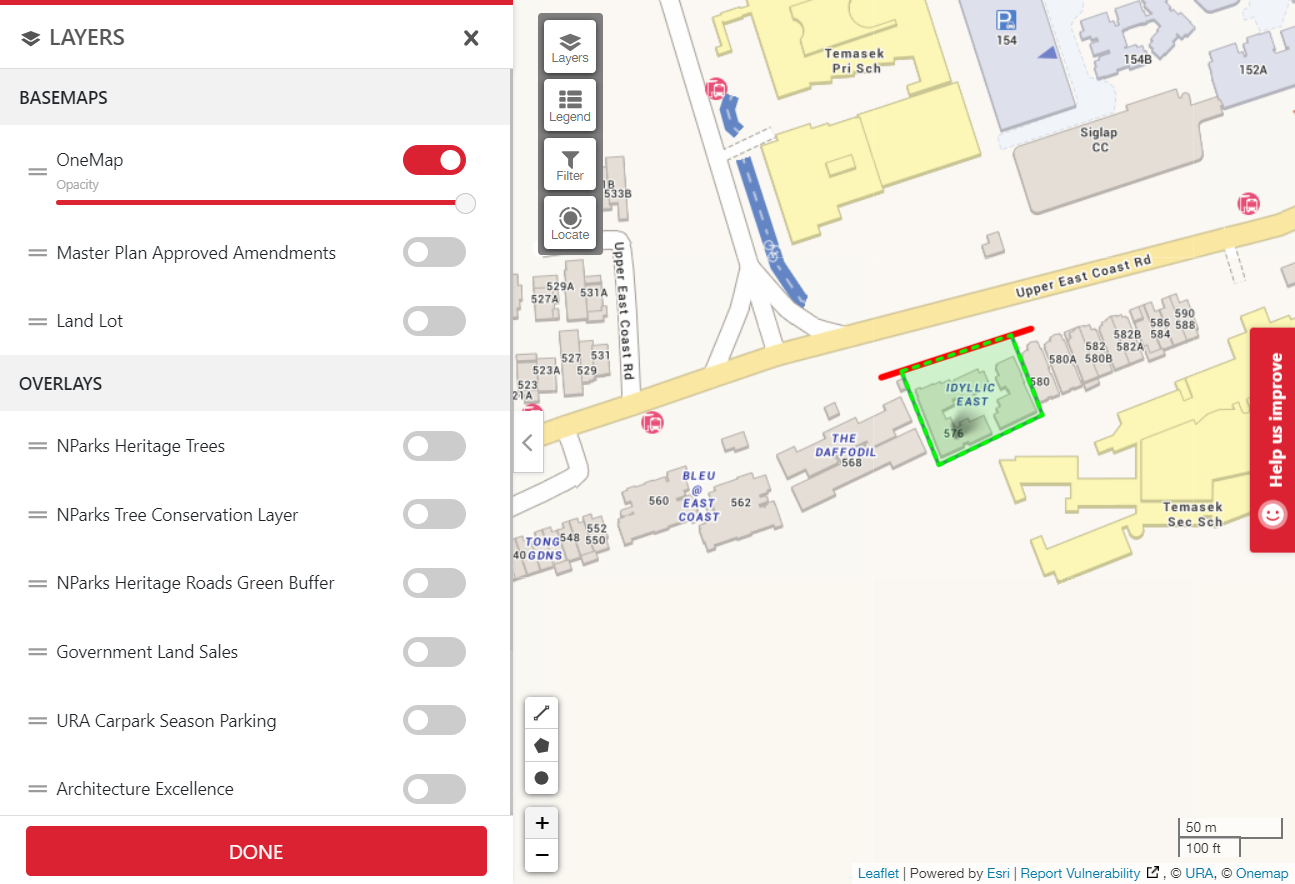 LAYERS
BASEMAPS
OneMap
Opacity
Master Plan Approved Amendments
Land Lot
OVERLAYS
NParks Heritage Trees
NParks Tree Conservation Layer
NParks Heritage Roads Green Buffer
Government Land Sales
URA Carpark Season Parking
Architecture Excellence
DONE
Layers
Legend
Filter
Locate
Temasek
Pri Sch
154
154B
152A
Siglap
CC
1B
533B
Upper East Coast Rd
529A
527A
531A
527
531
523A
529
523
21A
Upper East Coast Rd
590
586
588
582B
584
582
582A
580A
580B
580
IDYLLIC
EAST
576
THE
DAFFODIL
568
BLEU
@
EAST
COAST
560
562
552
548
550
TONG
GDNS
40
Temasek
Sec Sch
Help us improve
+
−
50 m
100 ft
Leaflet | Powered by Esri | Report Vulnerability , © URA, © Onemap